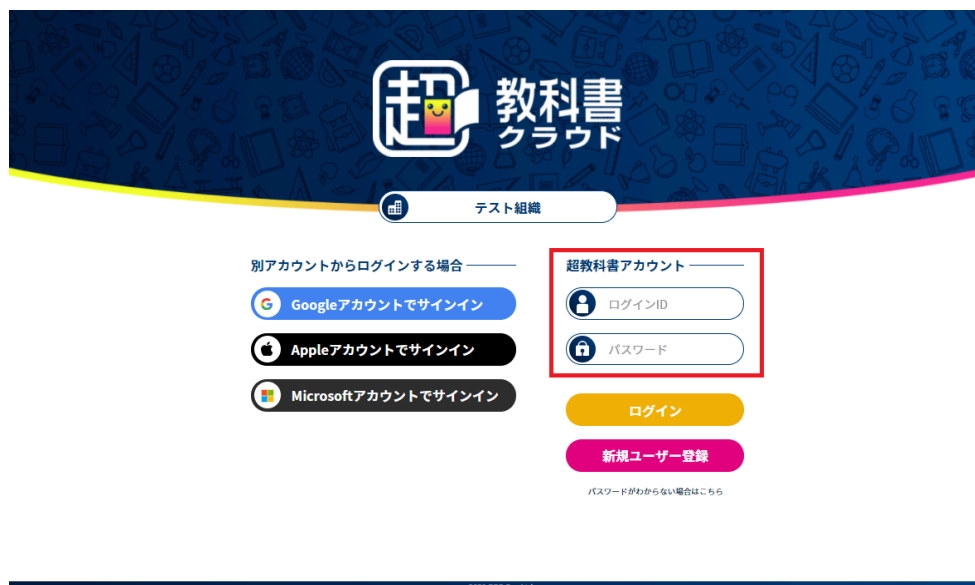 超 教科書
クラウド
テスト組織
別アカウントからログインする場合
Googleアカウントでサインイン
Appleアカウントでサインイン
Microsoftアカウントでサインイン
超教科書アカウント
ログインID
パスワード
ログイン
新規ユーザー登録
パスワードがわからない場合はこちら